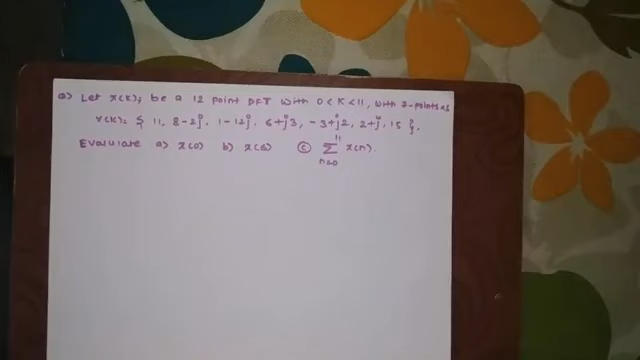 Q) Let x(k), be a 12 point DFT with 0 < K < 11, with 7-points as
x(k)= { 11, 8-2j, 1-12j, 6+j3, -3+j2, 2+j, 15 }.
Evaluate a) x(0) b) x(6) c) 11 Σ n=0 x(n).